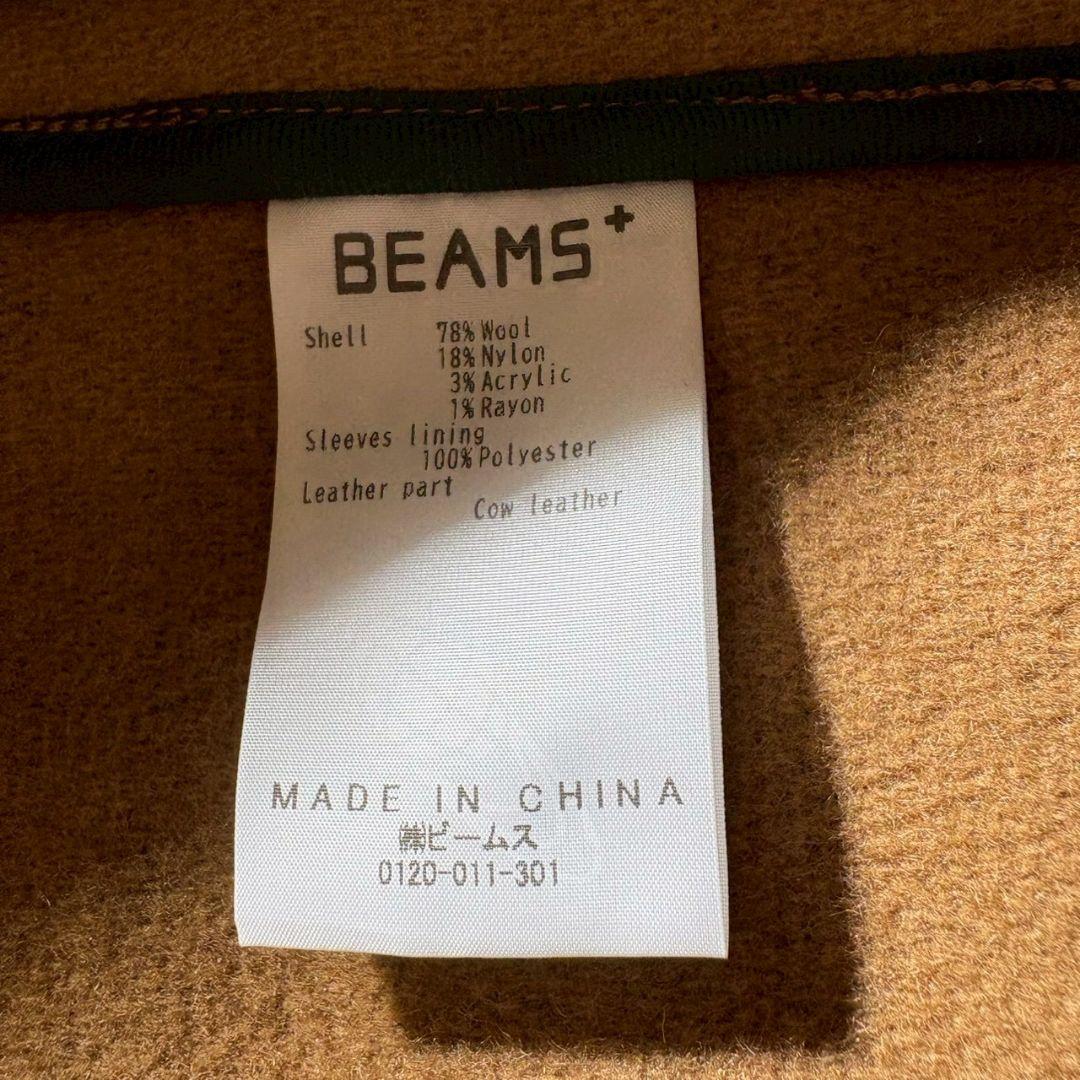 BEAMS+
Shell 78% Wool
18% Nylon
3% Acrylic
1% Rayon
Sleeves lining
100% Polyester
Leather part
Cow leather
MADE IN CHINA
㈱ビームス
0120-011-301